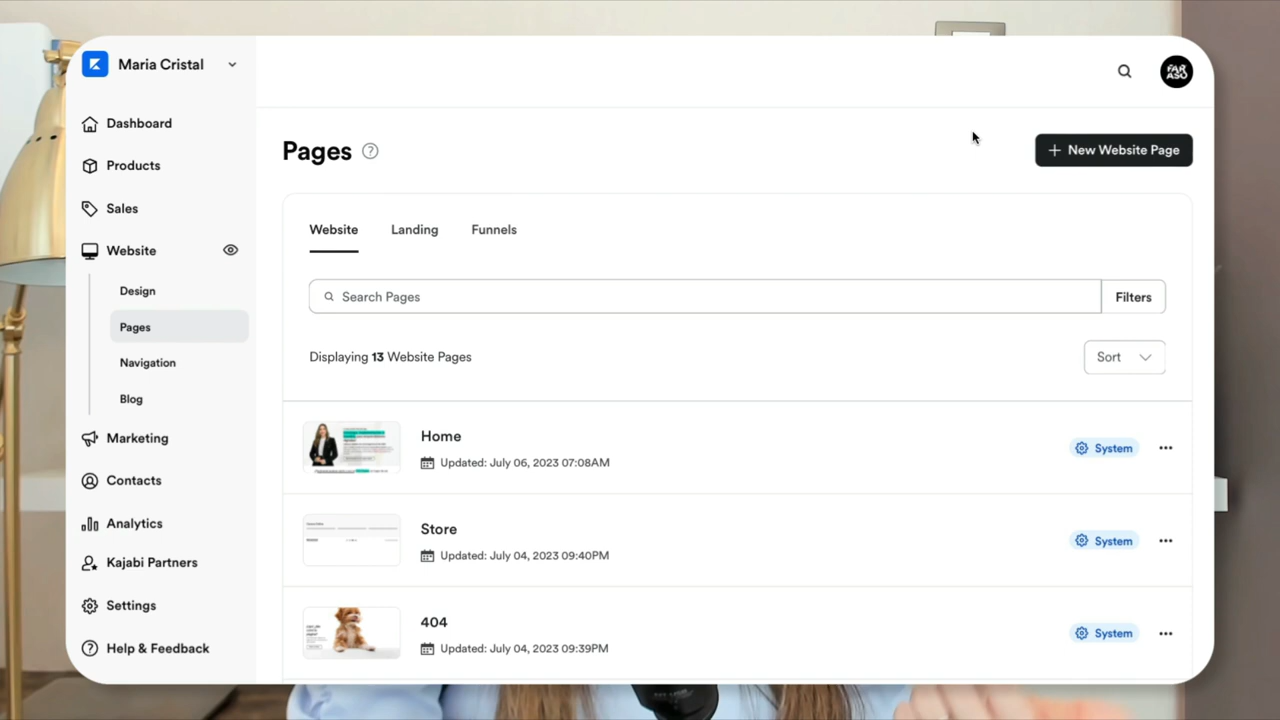 Maria Cristal
FAR
ASO
Dashboard
Products
Sales
Website
Design
Pages
Navigation
Blog
Marketing
Contacts
Analytics
Kajabi Partners
Settings
Help & Feedback
Pages
+ New Website Page
Website Landing Funnels
Search Pages
Filters
Displaying 13 Website Pages
Sort
Home
Updated: July 06, 2023 07:08AM
System
Store
Updated: July 04, 2023 09:40PM
System
404
Updated: July 04, 2023 09:39PM
System